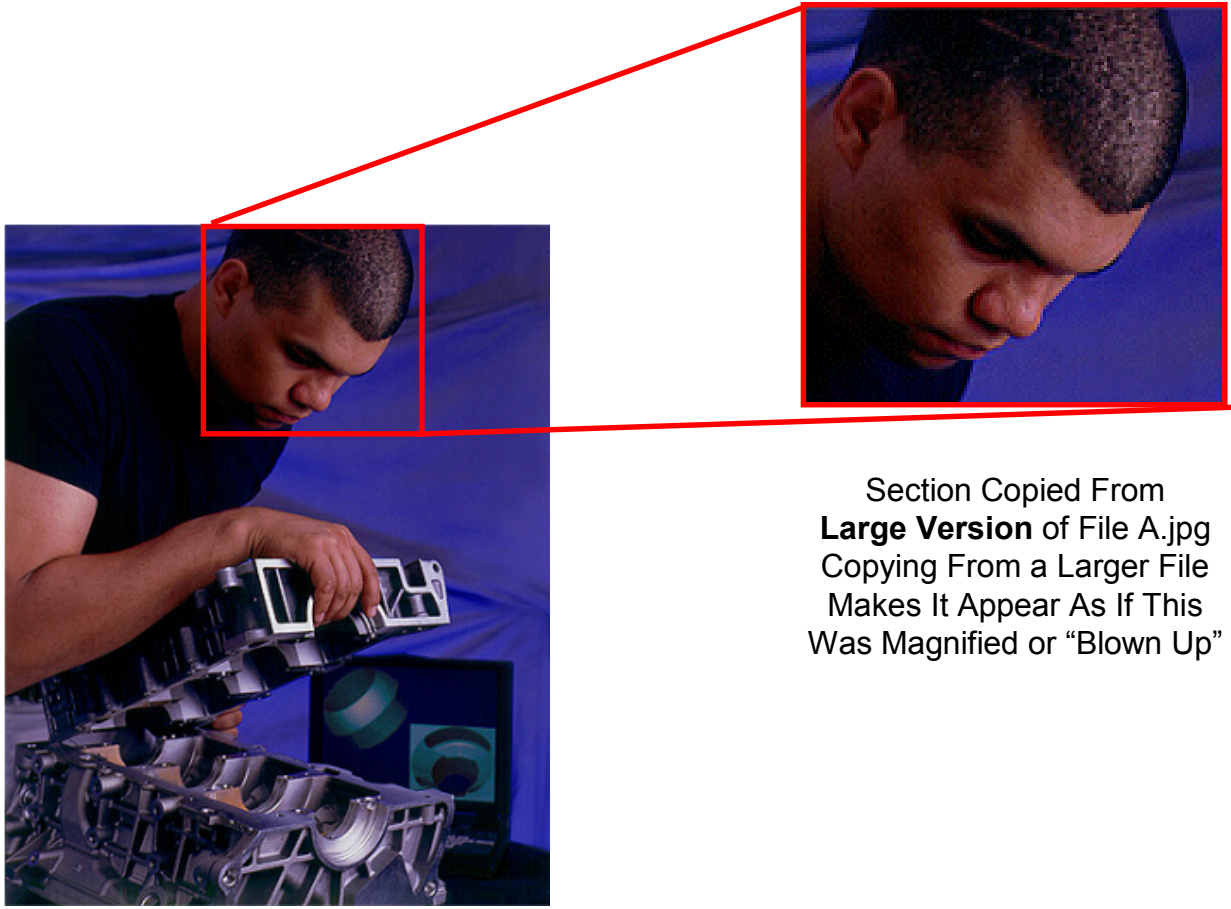 Section Copied From
Large Version of File A.jpg
Copying From a Larger File
Makes It Appear As If This
Was Magnified or “Blown Up”